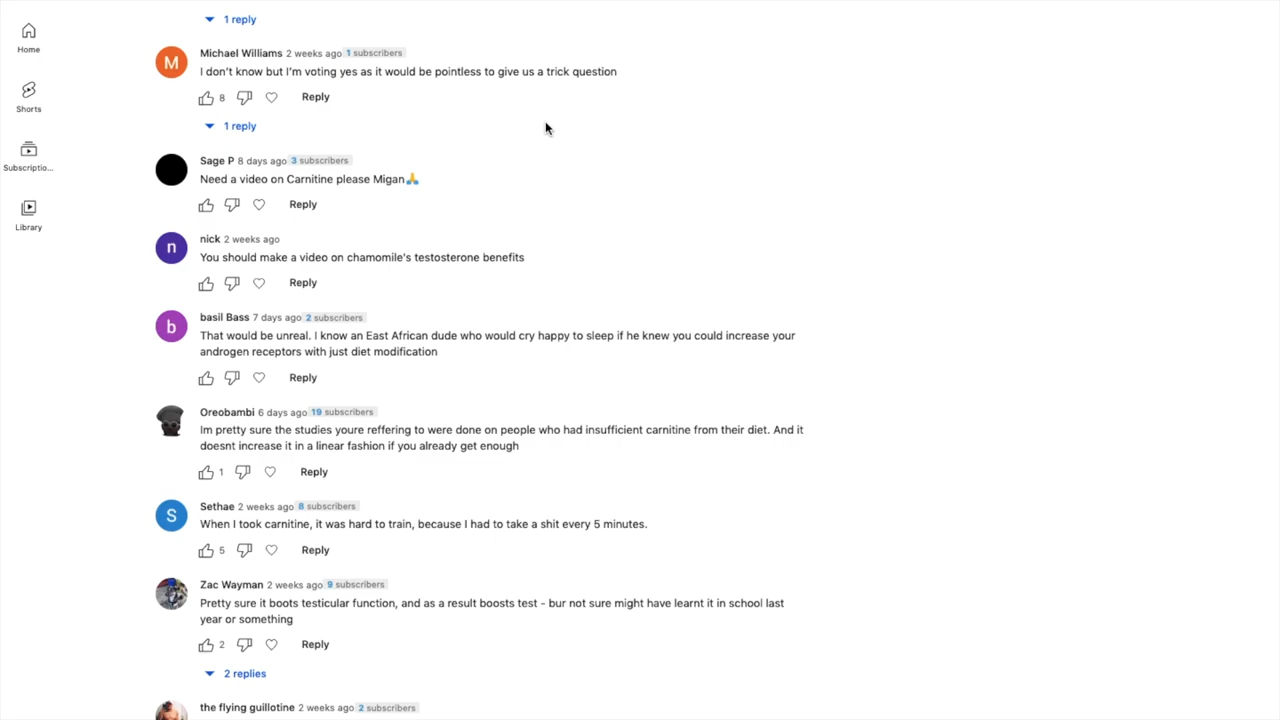 1 reply
Home
M
Michael Williams 2 weeks ago 1 subscribers
I don't know but I'm voting yes as it would be pointless to give us a trick question
8 Reply
1 reply
Shorts
Sage P 8 days ago 3 subscribers
Need a video on Carnitine please Migan🙏
Reply
Subscriptio...
n
nick 2 weeks ago
You should make a video on chamomile's testosterone benefits
Reply
Library
b
basil Bass 7 days ago 2 subscribers
That would be unreal. I know an East African dude who would cry happy to sleep if he knew you could increase your
androgen receptors with just diet modification
Reply
Oreobambi 6 days ago 19 subscribers
Im pretty sure the studies youre reffering to were done on people who had insufficient carnitine from their diet. And it
doesnt increase it in a linear fashion if you already get enough
1 Reply
S
Sethae 2 weeks ago 8 subscribers
When I took carnitine, it was hard to train, because I had to take a shit every 5 minutes.
5 Reply
Zac Wayman 2 weeks ago 9 subscribers
Pretty sure it boots testicular function, and as a result boosts test - bur not sure might have learnt it in school last
year or something
2 Reply
2 replies
the flying guillotine 2 weeks ago 2 subscribers